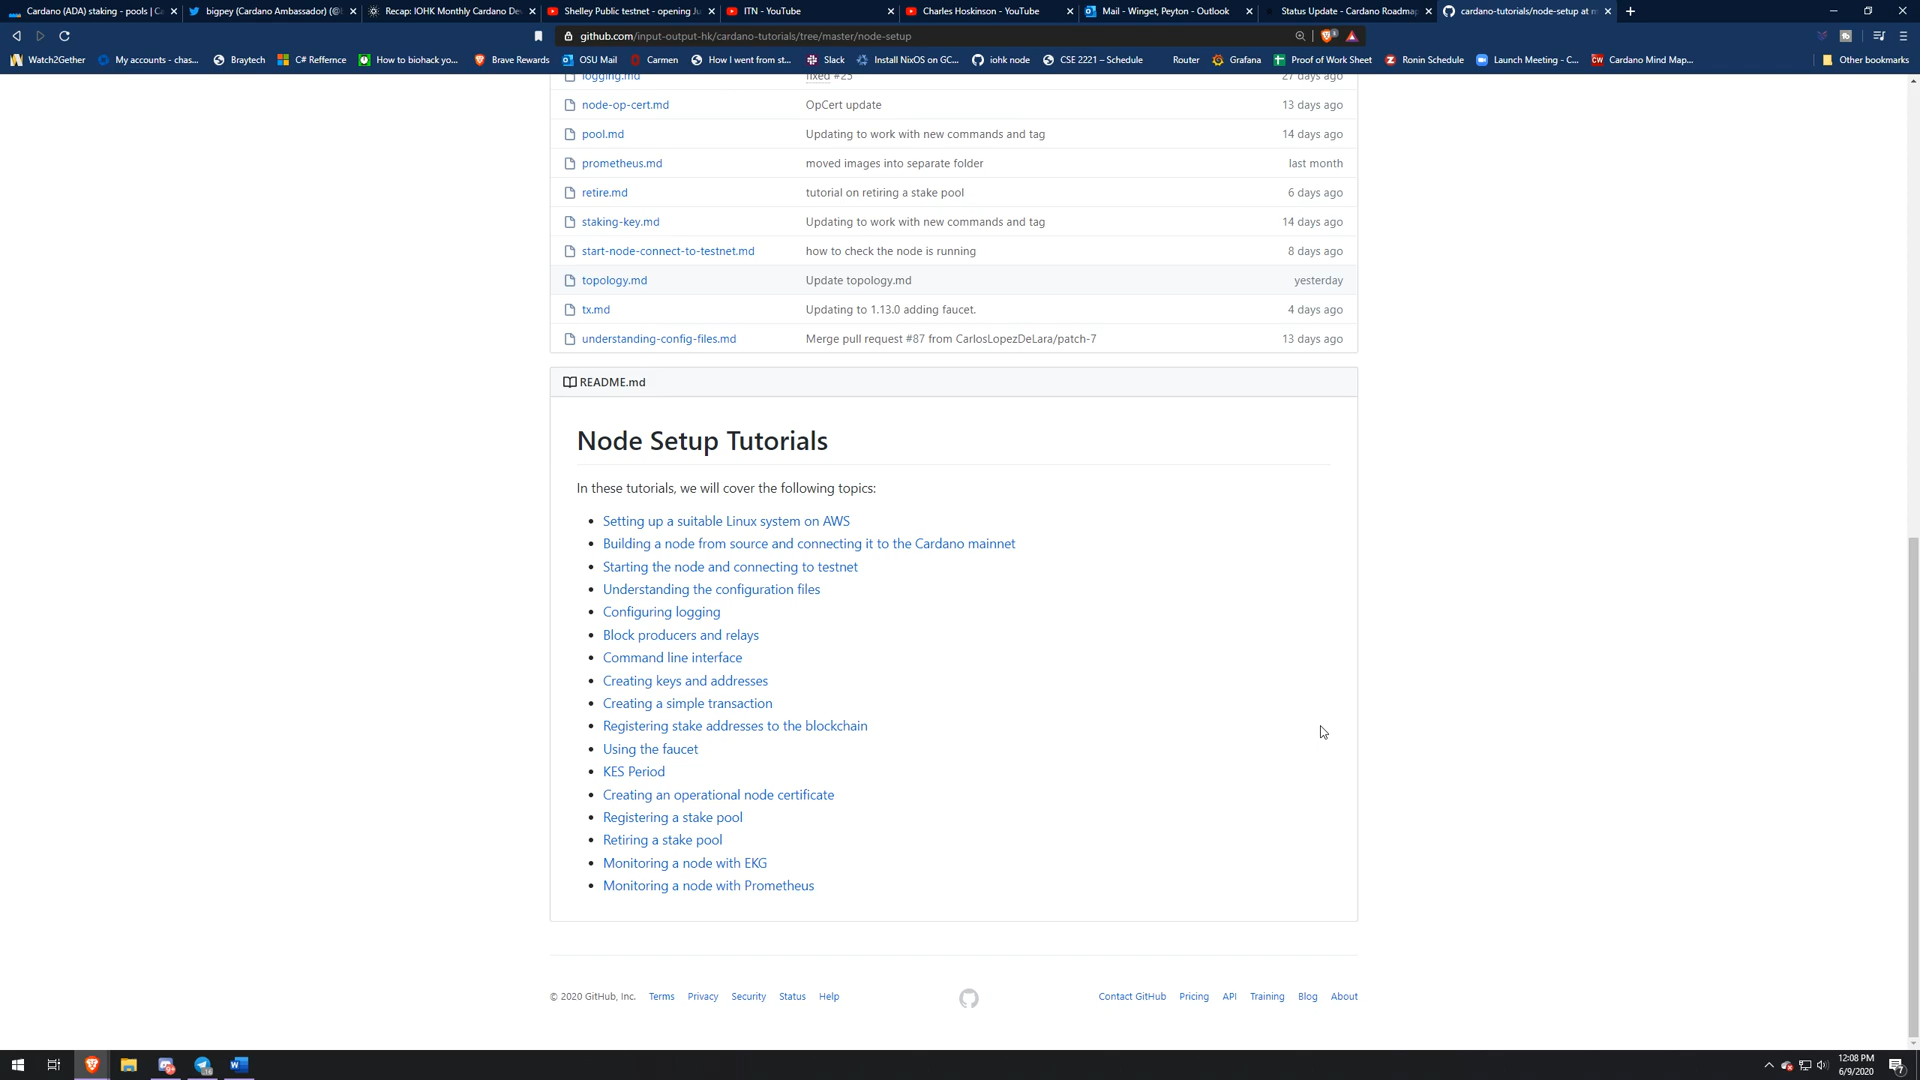 Cardano (ADA) staking - pools | C
bigpey (Cardano Ambassador) (@
Recap: IOHK Monthly Cardano De
Shelley Public testnet - opening Ju
ITN - YouTube
Charles Hoskinson - YouTube
Mail - Winget, Peyton - Outlook
Status Update - Cardano Roadmap
cardano-tutorials/node-setup at m
github.com/input-output-hk/cardano-tutorials/tree/master/node-setup
Watch2Gether
My accounts - chas...
Braytech
C# Reffernce
How to biohack yo...
Brave Rewards
OSU Mail
Carmen
How I went from st...
Slack
Install NixOS on GC...
iohk node
CSE 2221 – Schedule
Router
Grafana
Proof of Work Sheet
Ronin Schedule
Launch Meeting - C...
Cardano Mind Map...
Other bookmarks
logging.md fixed #25 27 days ago
node-op-cert.md OpCert update 13 days ago
pool.md Updating to work with new commands and tag 14 days ago
prometheus.md moved images into separate folder last month
retire.md tutorial on retiring a stake pool 6 days ago
staking-key.md Updating to work with new commands and tag 14 days ago
start-node-connect-to-testnet.md how to check the node is running 8 days ago
topology.md Update topology.md yesterday
tx.md Updating to 1.13.0 adding faucet. 4 days ago
understanding-config-files.md Merge pull request #87 from CarlosLopezDeLara/patch-7 13 days ago
README.md
Node Setup Tutorials
In these tutorials, we will cover the following topics:
• Setting up a suitable Linux system on AWS
• Building a node from source and connecting it to the Cardano mainnet
• Starting the node and connecting to testnet
• Understanding the configuration files
• Configuring logging
• Block producers and relays
• Command line interface
• Creating keys and addresses
• Creating a simple transaction
• Registering stake addresses to the blockchain
• Using the faucet
• KES Period
• Creating an operational node certificate
• Registering a stake pool
• Retiring a stake pool
• Monitoring a node with EKG
• Monitoring a node with Prometheus
© 2020 GitHub, Inc. Terms Privacy Security Status Help Contact GitHub Pricing API Training Blog About
12:08 PM
6/9/2020